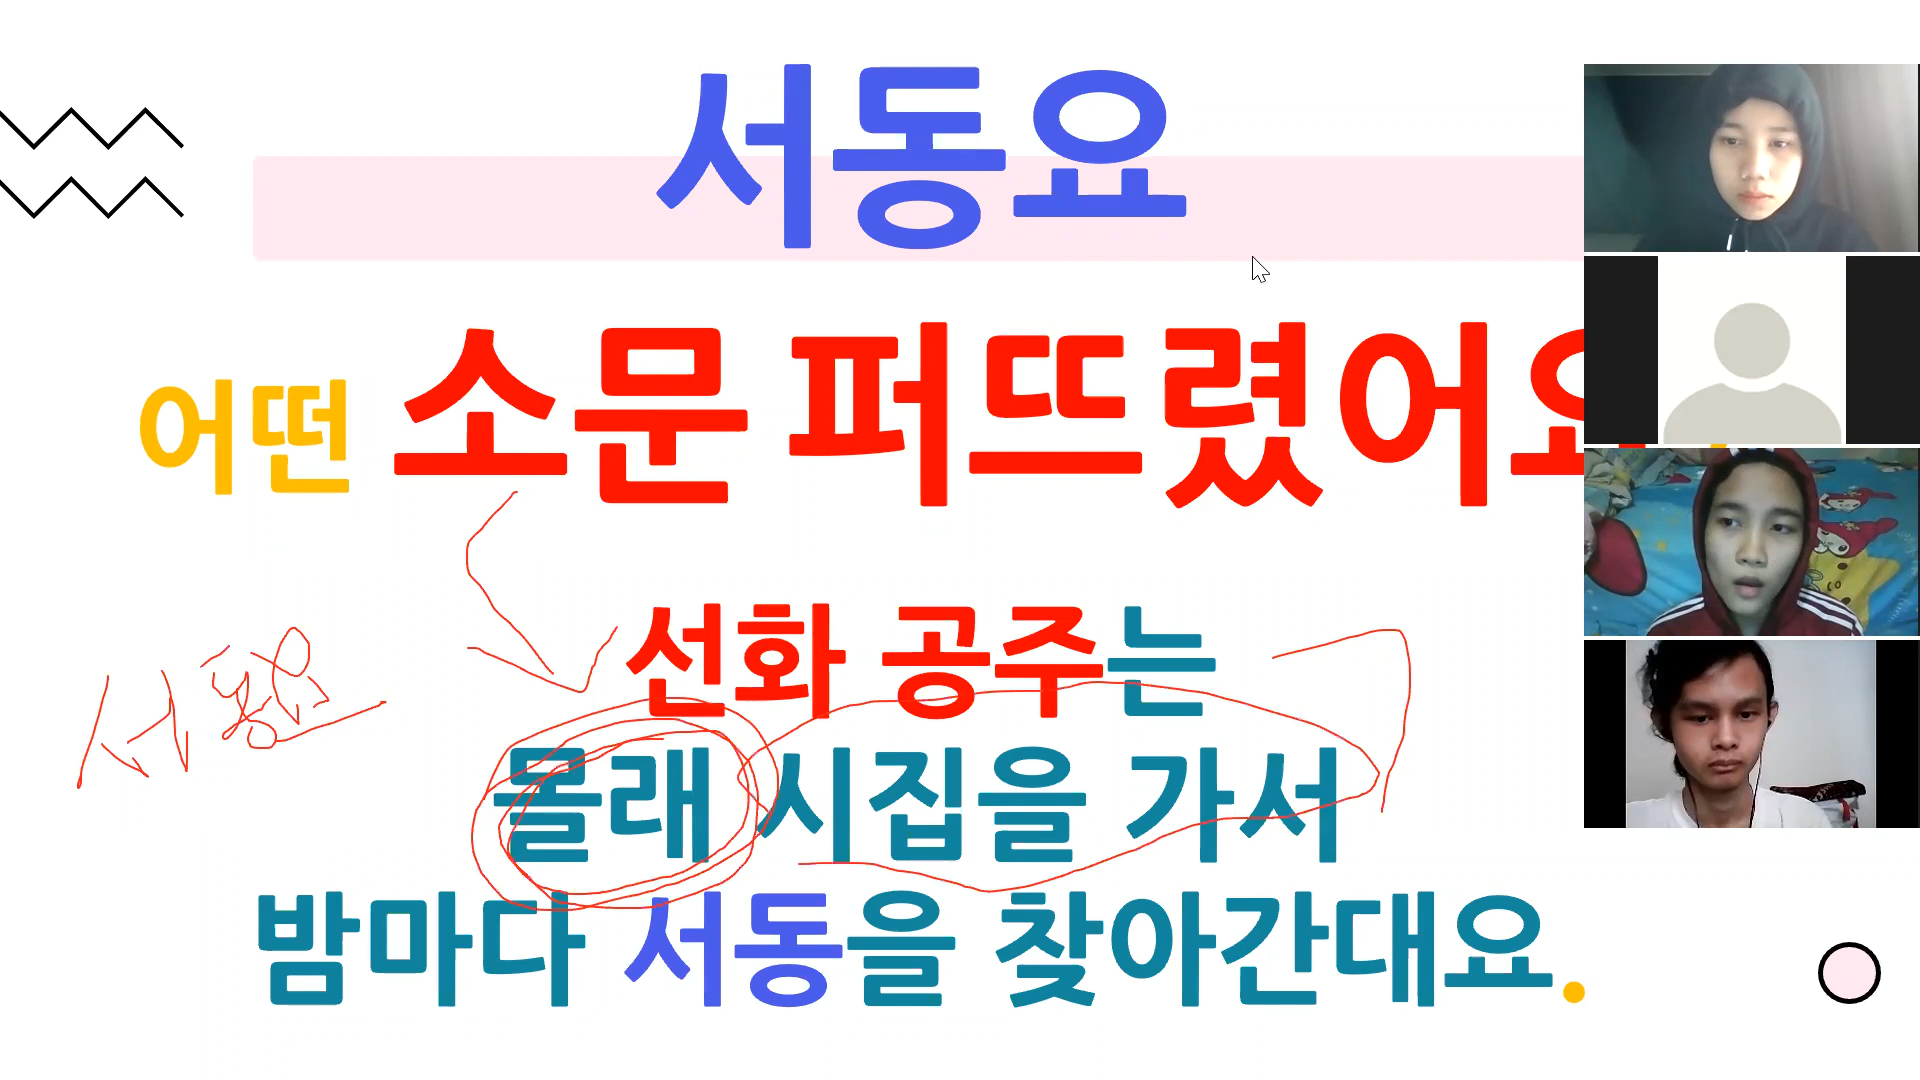 서동요
어떤 소문 퍼뜨렸어요
선화 공주는
서동요
몰래 시집을 가서
밤마다 서동을 찾아간대요.